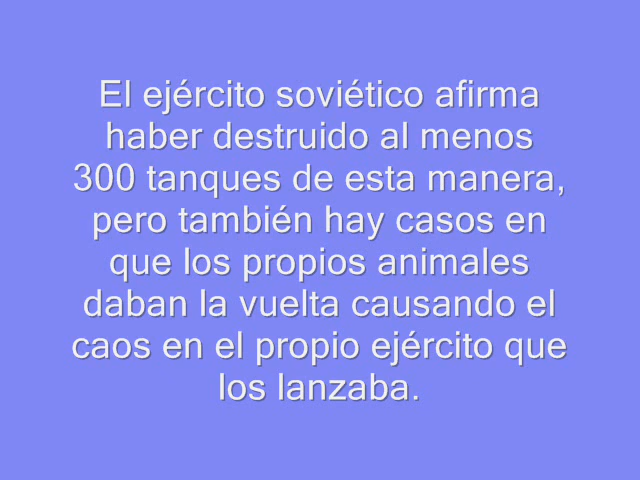 El ejército soviético afirma
haber destruido al menos
300 tanques de esta manera,
pero también hay casos en
que los propios animales
daban la vuelta causando el
caos en el propio ejército que
los lanzaba.